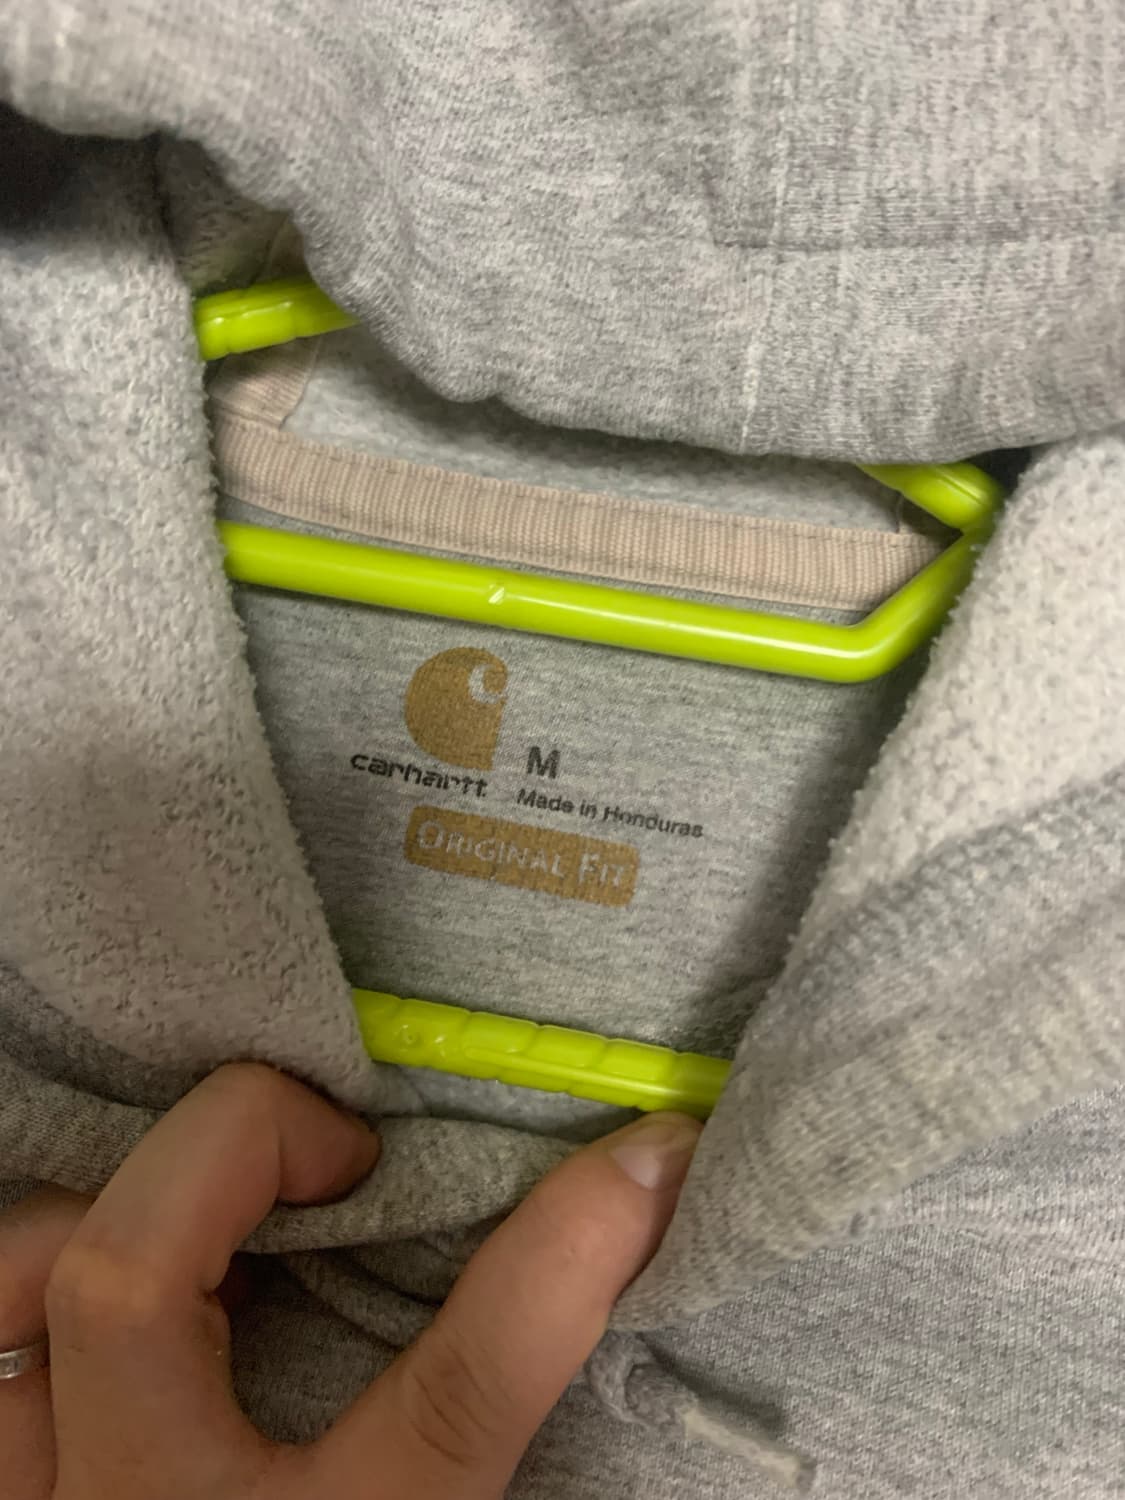 carhartt
M
Made in Honduras
ORIGINAL FIT